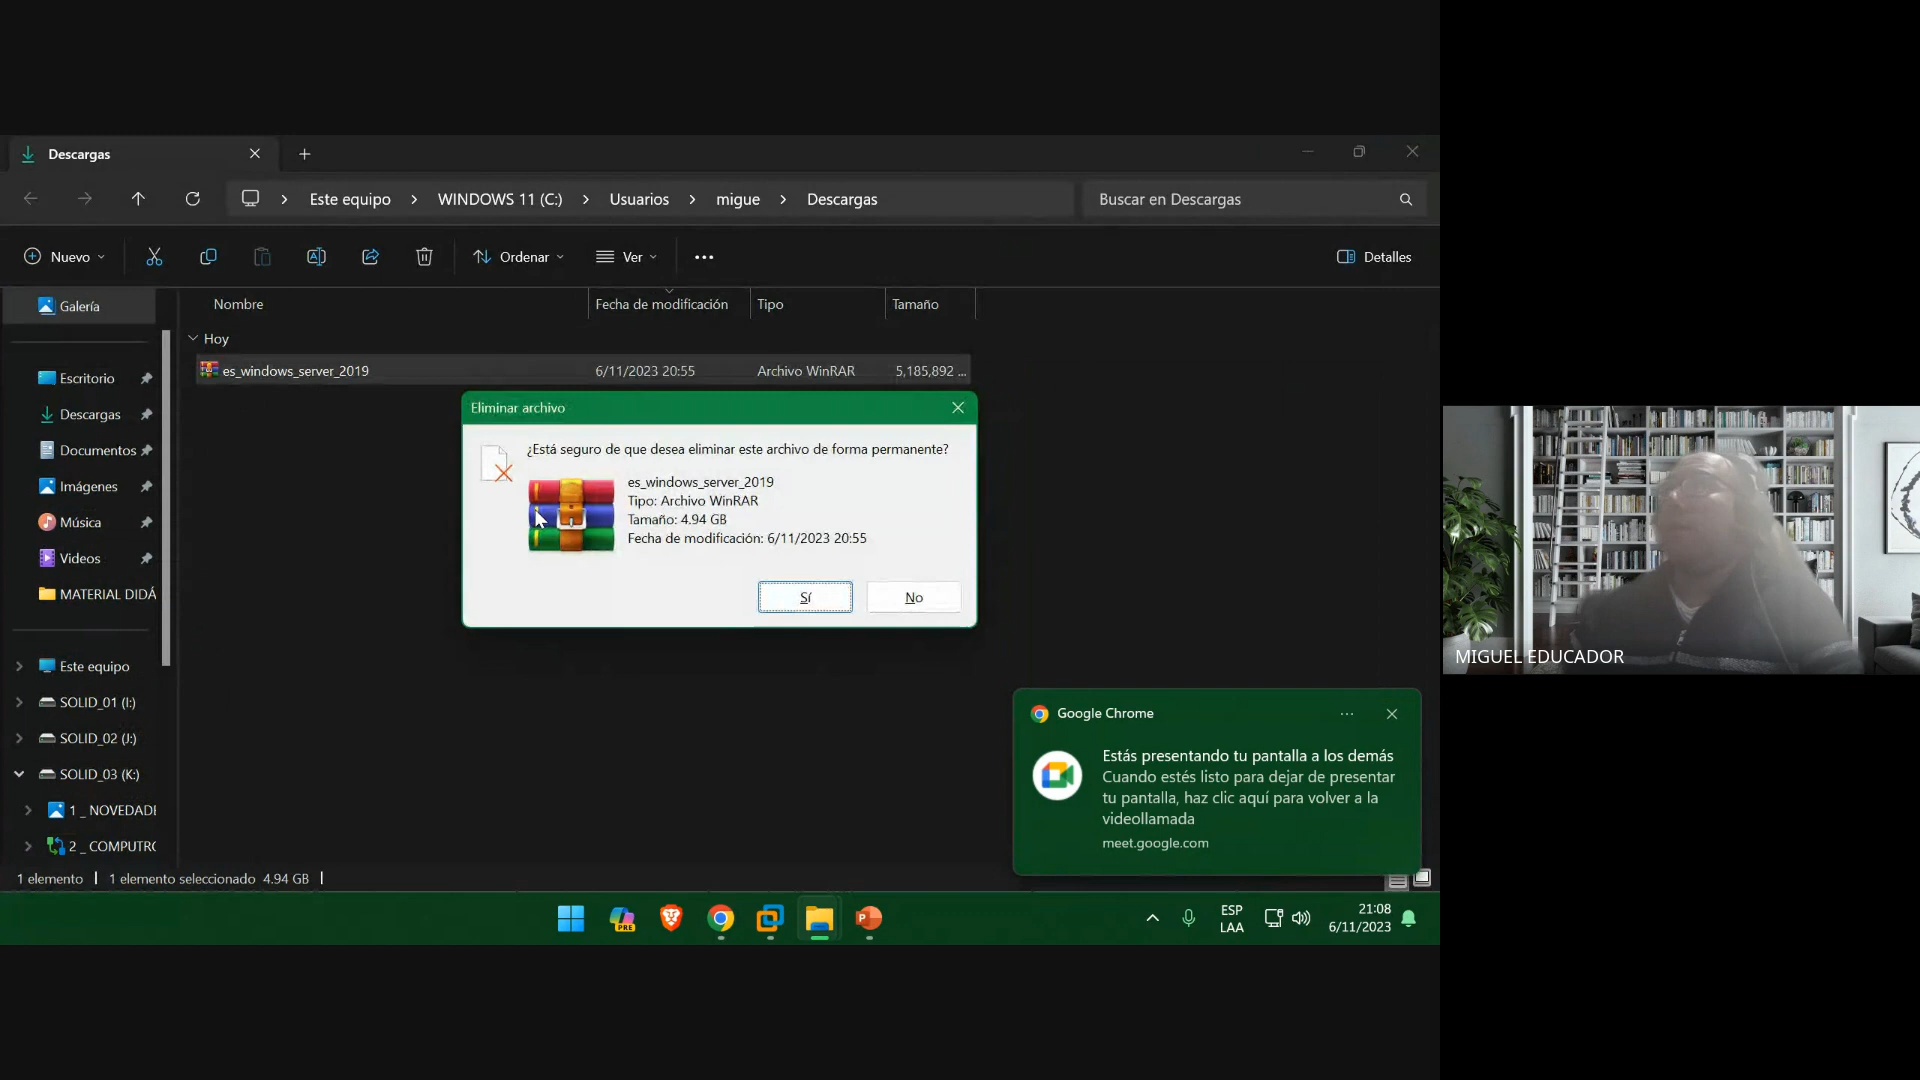 Descargas
Este equipo > WINDOWS 11 (C:) > Usuarios > migue > Descargas
Buscar en Descargas
Nuevo
Ordenar
Ver
Detalles
Galería
Nombre
Fecha de modificación
Tipo
Tamaño
Hoy
es_windows_server_2019
6/11/2023 20:55
Archivo WinRAR
5,185,892 ...
Escritorio
Descargas
Documentos
Imágenes
Música
Videos
MATERIAL DIDÁ
Este equipo
SOLID_01 (I:)
SOLID_02 (J:)
SOLID_03 (K:)
1 _ NOVEDADE
2 _ COMPUTRO
Eliminar archivo
¿Está seguro de que desea eliminar este archivo de forma permanente?
es_windows_server_2019
Tipo: Archivo WinRAR
Tamaño: 4.94 GB
Fecha de modificación: 6/11/2023 20:55
Sí
No
Google Chrome
Estás presentando tu pantalla a los demás
Cuando estés listo para dejar de presentar
tu pantalla, haz clic aquí para volver a la
videollamada
meet.google.com
1 elemento
1 elemento seleccionado 4.94 GB
PRE
ESP
LAA
21:08
6/11/2023
MIGUEL EDUCADOR